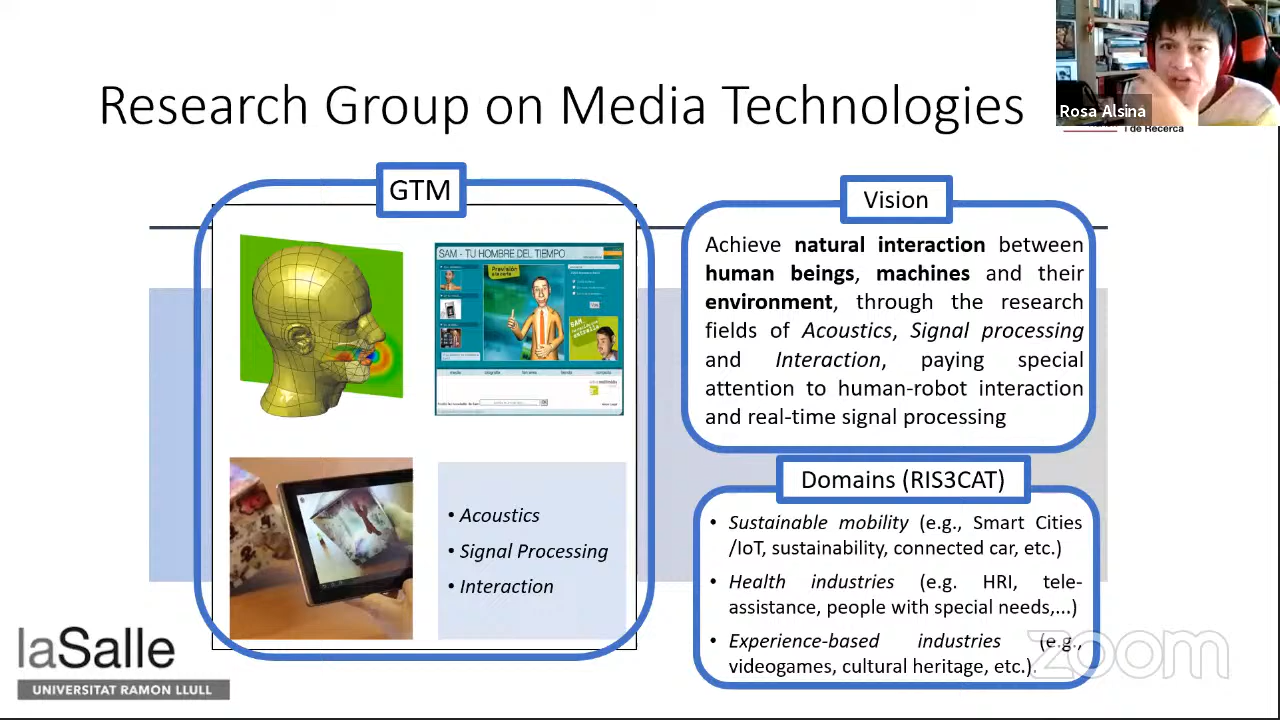 Research Group on Media Technologies
Rosa Alsina
i de Recerca
GTM
SAM - TU HOMBRE DEL TIEMPO
Previsión
SAM,
• Acoustics
• Signal Processing
• Interaction
Vision
Achieve natural interaction between
human beings, machines and their
environment, through the research
fields of Acoustics, Signal processing
and Interaction, paying special
attention to human-robot interaction
and real-time signal processing
Domains (RIS3CAT)
• Sustainable mobility (e.g., Smart Cities
/IoT, sustainability, connected car, etc.)
• Health industries (e.g. HRI, tele-
assistance, people with special needs,...)
• Experience-based industries (e.g.,
videogames, cultural heritage, etc.).
zoom
laSalle
UNIVERSITAT RAMON LLULL